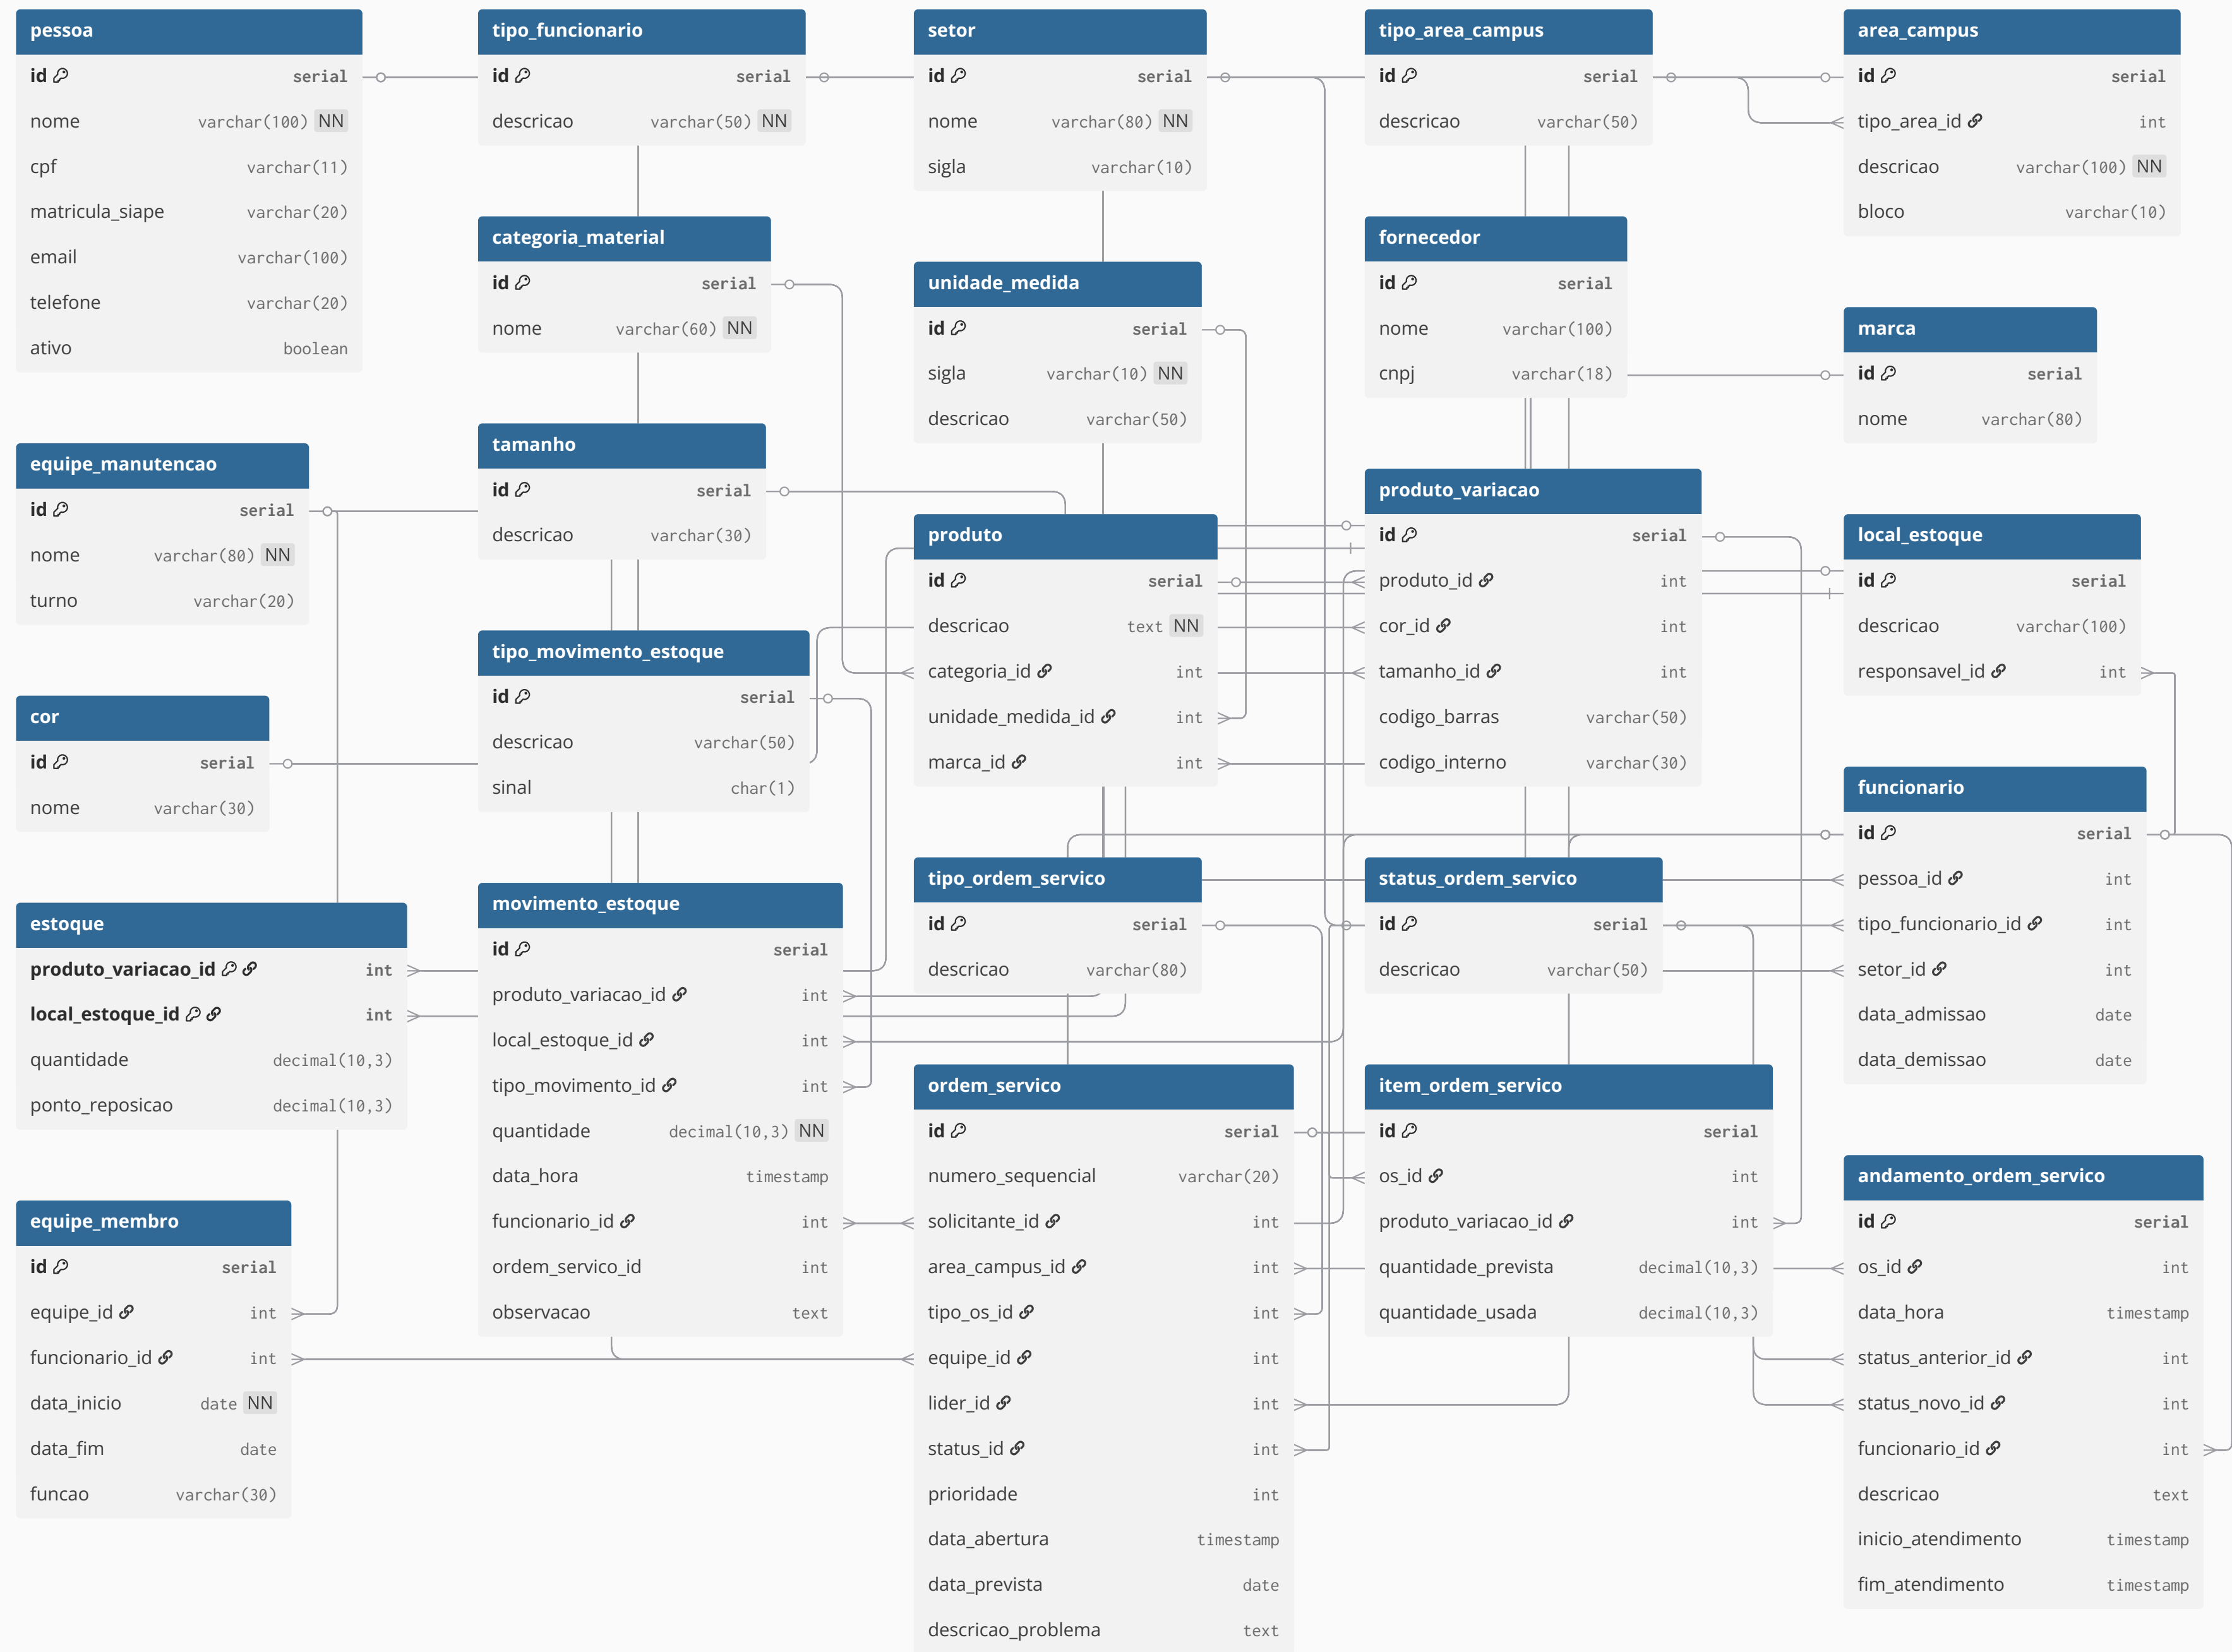 pessoa
id serial
nome varchar(100) NN
cpf varchar(11)
matricula_siape varchar(20)
email varchar(100)
telefone varchar(20)
ativo boolean
tipo_funcionario
id serial
descricao varchar(50) NN
setor
id serial
nome varchar(80) NN
sigla varchar(10)
tipo_area_campus
id serial
descricao varchar(50)
area_campus
id serial
tipo_area_id int
descricao varchar(100) NN
bloco varchar(10)
categoria_material
id serial
nome varchar(60) NN
unidade_medida
id serial
sigla varchar(10) NN
descricao varchar(50)
fornecedor
id serial
nome varchar(100)
cnpj varchar(18)
marca
id serial
nome varchar(80)
equipe_manutencao
id serial
nome varchar(80) NN
turno varchar(20)
tamanho
id serial
descricao varchar(30)
produto
id serial
descricao text NN
categoria_id int
unidade_medida_id int
marca_id int
produto_variacao
id serial
produto_id int
cor_id int
tamanho_id int
codigo_barras varchar(50)
codigo_interno varchar(30)
local_estoque
id serial
descricao varchar(100)
responsavel_id int
cor
id serial
nome varchar(30)
tipo_movimento_estoque
id serial
descricao varchar(50)
sinal char(1)
funcionario
id serial
pessoa_id int
tipo_funcionario_id int
setor_id int
data_admissao date
data_demissao date
estoque
produto_variacao_id int
local_estoque_id int
quantidade decimal(10,3)
ponto_reposicao decimal(10,3)
movimento_estoque
id serial
produto_variacao_id int
local_estoque_id int
tipo_movimento_id int
quantidade decimal(10,3) NN
data_hora timestamp
funcionario_id int
ordem_servico_id int
observacao text
tipo_ordem_servico
id serial
descricao varchar(80)
status_ordem_servico
id serial
descricao varchar(50)
equipe_membro
id serial
equipe_id int
funcionario_id int
data_inicio date NN
data_fim date
funcao varchar(30)
ordem_servico
id serial
numero_sequencial varchar(20)
solicitante_id int
area_campus_id int
tipo_os_id int
equipe_id int
lider_id int
status_id int
prioridade int
data_abertura timestamp
data_prevista date
descricao_problema text
item_ordem_servico
id serial
os_id int
produto_variacao_id int
quantidade_prevista decimal(10,3)
quantidade_usada decimal(10,3)
andamento_ordem_servico
id serial
os_id int
data_hora timestamp
status_anterior_id int
status_novo_id int
funcionario_id int
descricao text
inicio_atendimento timestamp
fim_atendimento timestamp